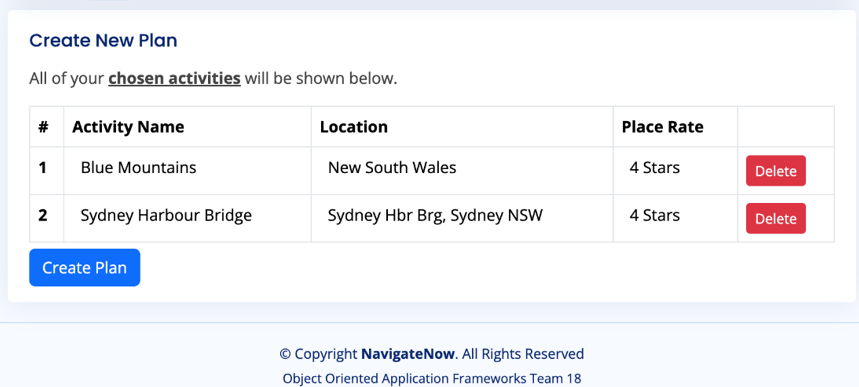 Create New Plan
All of your chosen activities will be shown below.
# Activity Name Location Place Rate
1 Blue Mountains New South Wales 4 Stars Delete
2 Sydney Harbour Bridge Sydney Hbr Brg, Sydney NSW 4 Stars Delete
Create Plan
© Copyright NavigateNow. All Rights Reserved
Object Oriented Application Frameworks Team 18